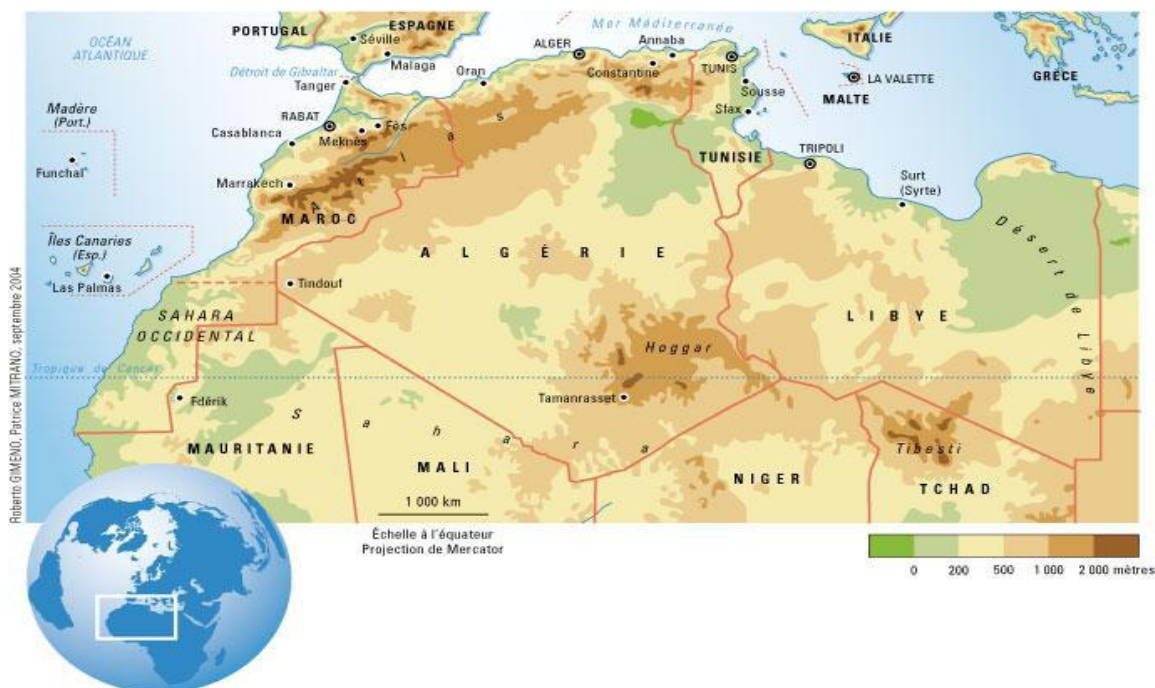 PORTUGAL
ESPAGNE
Mer Méditerranée
ITALIE
GRÈCE
OCÉAN
ATLANTIQUE
Séville
Malaga
Détroit de Gibraltar
Tanger
Oran
ALGER
Annaba
Constantine
TUNIS
Sousse
Sfax
LA VALETTE
MALTE
Madère
(Port.)
Funchal
RABAT
Casablanca
Meknès
Fès
Marrakech
MAROC
Atlas
TUNISIE
TRIPOLI
Surt
(Syrte)
Îles Canaries
(Esp.)
Las Palmas
Tindouf
ALGÉRIE
LIBYE
Désert de Libye
SAHARA
OCCIDENTAL
Hoggar
Tropique du Cancer
Fdérik
Tamanrasset
Sahara
MAURITANIE
MALI
NIGER
Tibesti
TCHAD
1 000 km
Échelle à l'équateur
Projection de Mercator
0 200 500 1 000 2 000 mètres
Roberto GIMENO, Patrice MITRANO, septembre 2004